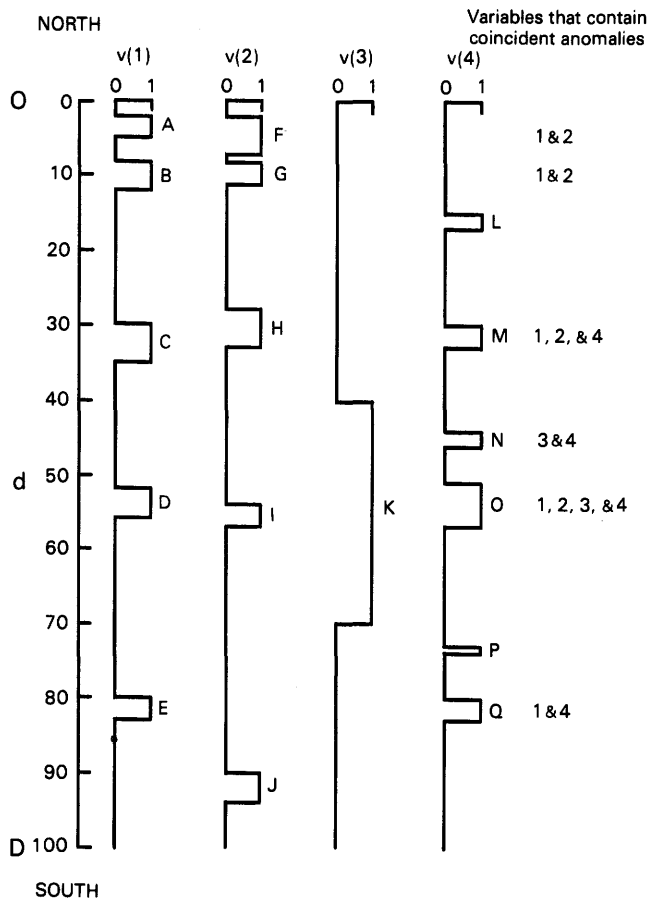 NORTH
Variables that contain
coincident anomalies
v(1) v(2) v(3) v(4)
0 1 0 1 0 1 0 1
O 0
A F 1 & 2
10 B G 1 & 2
L
20
30 C H M 1, 2, & 4
40
N 3 & 4
d 50 D I K O 1, 2, 3, & 4
60
70
P
80 E Q 1 & 4
90 J
D 100
SOUTH